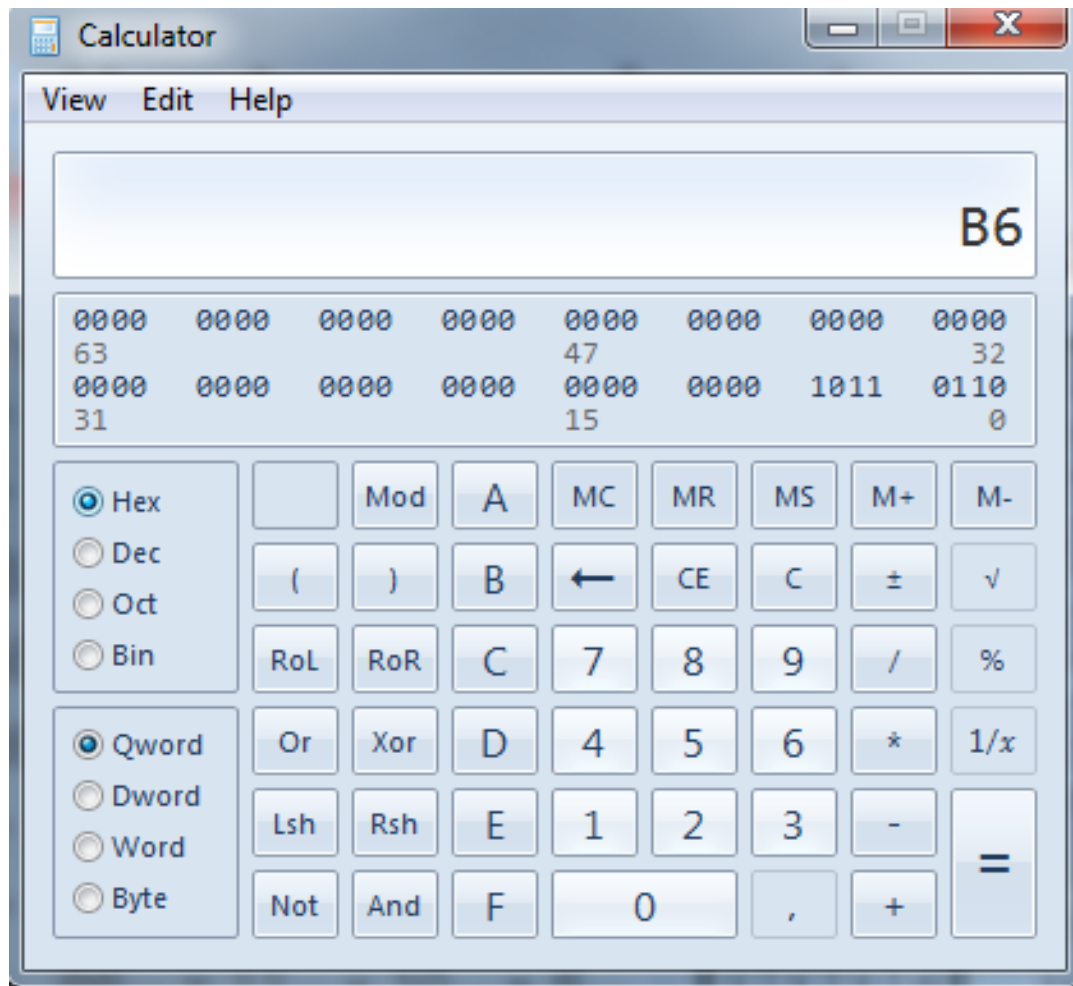 Calculator
View Edit Help
B6
0000 0000 0000 0000 0000 0000 0000 0000
63 47 32
0000 0000 0000 0000 0000 0000 1011 0110
31 15 0
Hex Mod A MC MR MS M+ M-
Dec
( ) B ← CE C ± √
Oct
Bin RoL RoR C 7 8 9 / %
Qword Or Xor D 4 5 6 * 1/x
Dword
Lsh Rsh E 1 2 3 - =
Word
Byte Not And F 0 , +